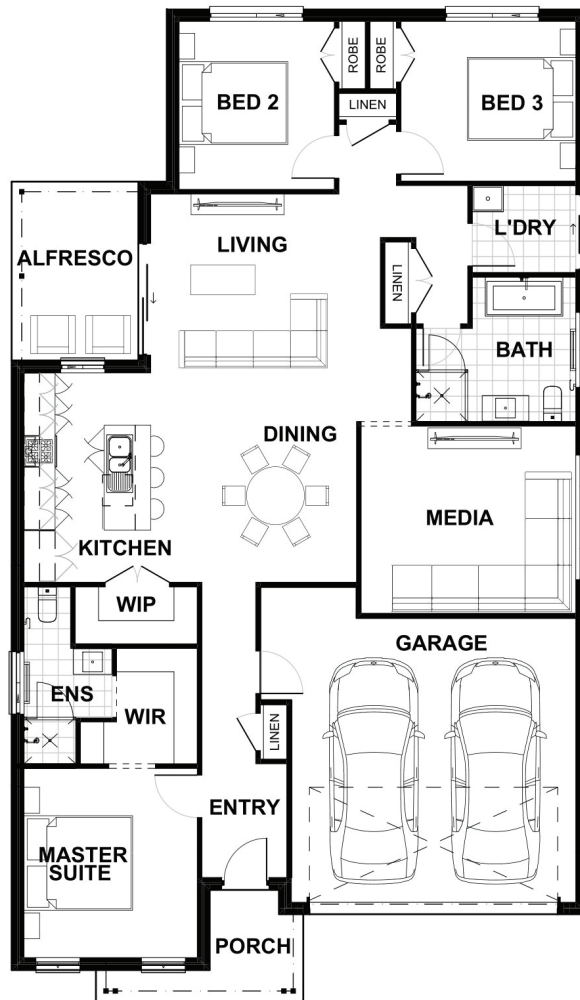 ROBE
ROBE
BED 2
LINEN
BED 3
ALFRESCO
LIVING
L'DRY
LINEN
BATH
DINING
KITCHEN
MEDIA
WIP
GARAGE
ENS
WIR
LINEN
ENTRY
MASTER
SUITE
PORCH